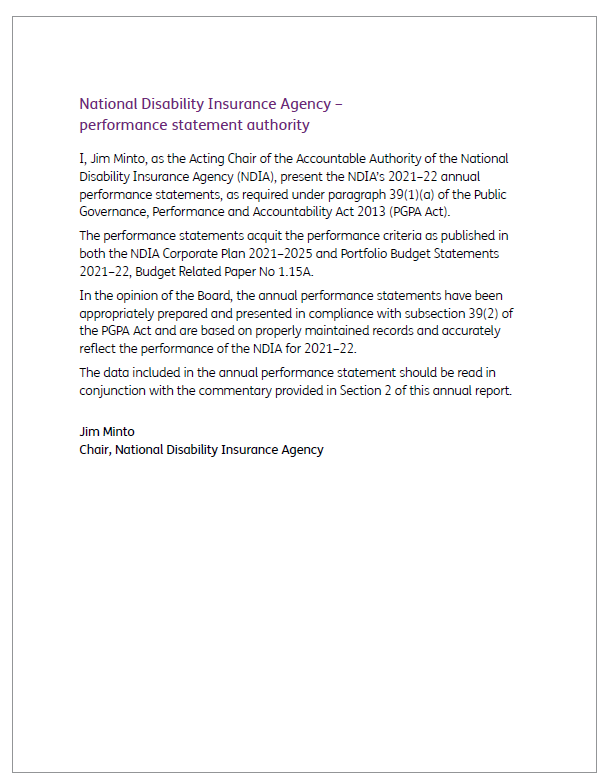 National Disability Insurance Agency –
performance statement authority
I, Jim Minto, as the Acting Chair of the Accountable Authority of the National
Disability Insurance Agency (NDIA), present the NDIA's 2021–22 annual
performance statements, as required under paragraph 39(1)(a) of the Public
Governance, Performance and Accountability Act 2013 (PGPA Act).
The performance statements acquit the performance criteria as published in
both the NDIA Corporate Plan 2021–2025 and Portfolio Budget Statements
2021–22, Budget Related Paper No 1.15A.
In the opinion of the Board, the annual performance statements have been
appropriately prepared and presented in compliance with subsection 39(2) of
the PGPA Act and are based on properly maintained records and accurately
reflect the performance of the NDIA for 2021–22.
The data included in the annual performance statement should be read in
conjunction with the commentary provided in Section 2 of this annual report.
Jim Minto
Chair, National Disability Insurance Agency